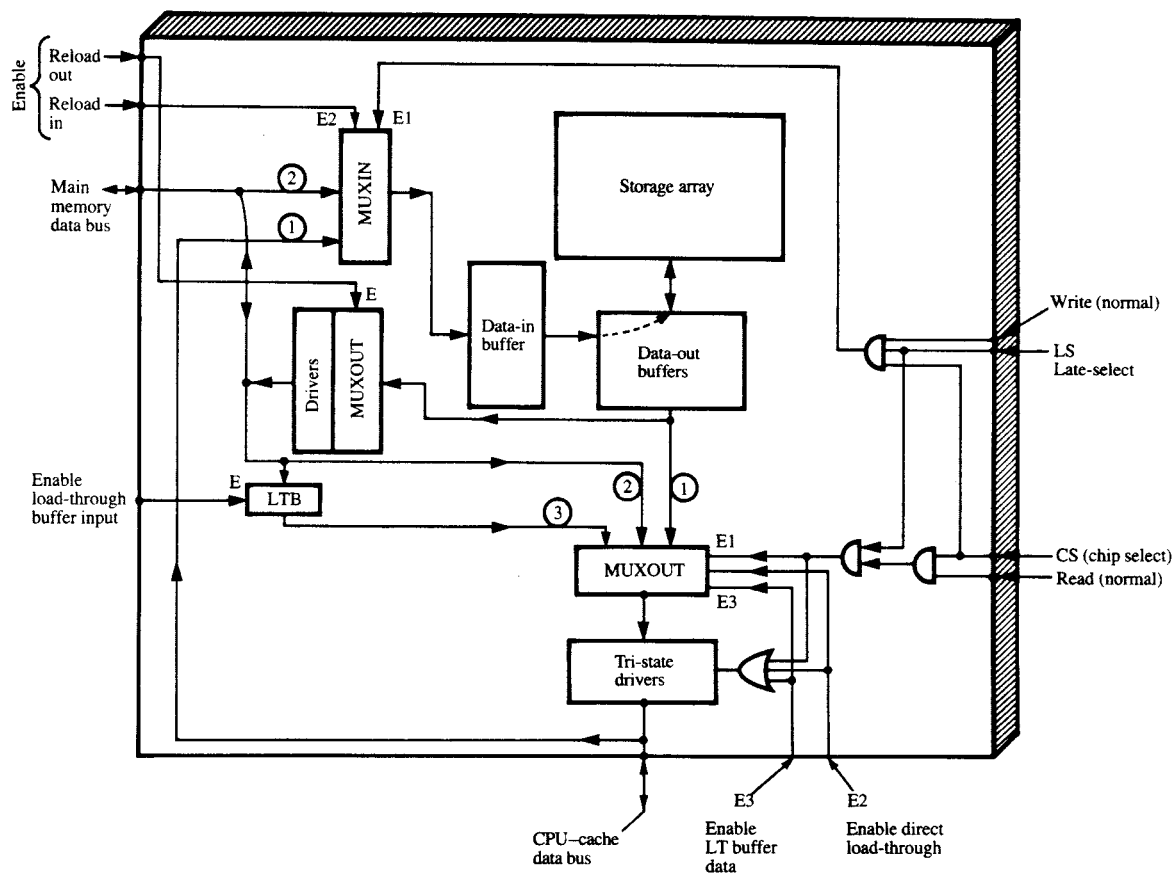 Enable
Reload
out
Reload
in
E2
E1
MUXIN
2
Main
memory
data bus
1
Storage array
E
Drivers
MUXOUT
Data-in
buffer
Data-out
buffers
Write (normal)
LS
Late-select
Enable
load-through
buffer input
E
LTB
2
1
3
E1
MUXOUT
E3
CS (chip select)
Read (normal)
Tri-state
drivers
E3
Enable
LT buffer
data
E2
Enable direct
load-through
CPU–cache
data bus